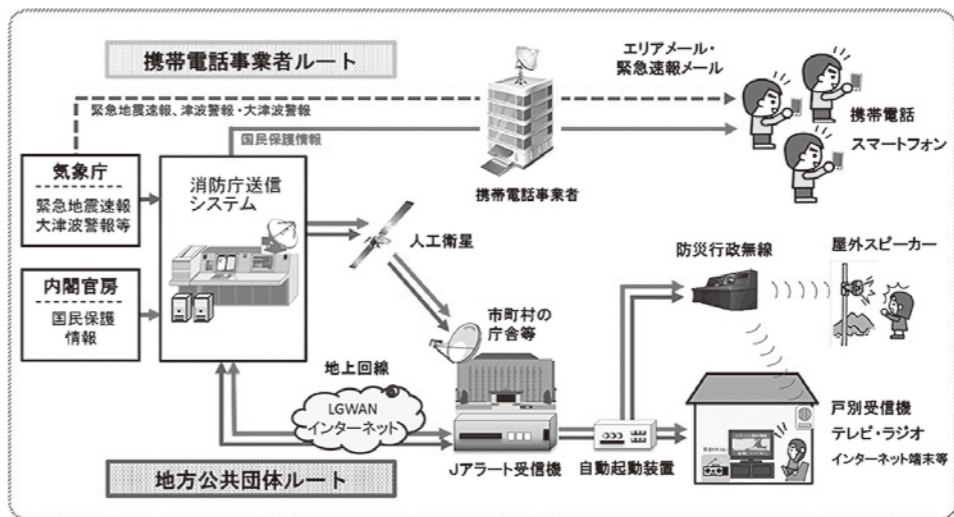 携帯電話事業者ルート
エリアメール・
緊急速報メール
緊急地震速報、津波警報・大津波警報
国民保護情報
携帯電話
スマートフォン
携帯電話事業者
気象庁
緊急地震速報
大津波警報等
消防庁送信
システム
人工衛星
内閣官房
国民保護
情報
防災行政無線
屋外スピーカー
市町村の
庁舎等
地上回線
LGWAN
インターネット
Jアラート受信機
自動起動装置
戸別受信機
テレビ・ラジオ
インターネット端末等
地方公共団体ルート